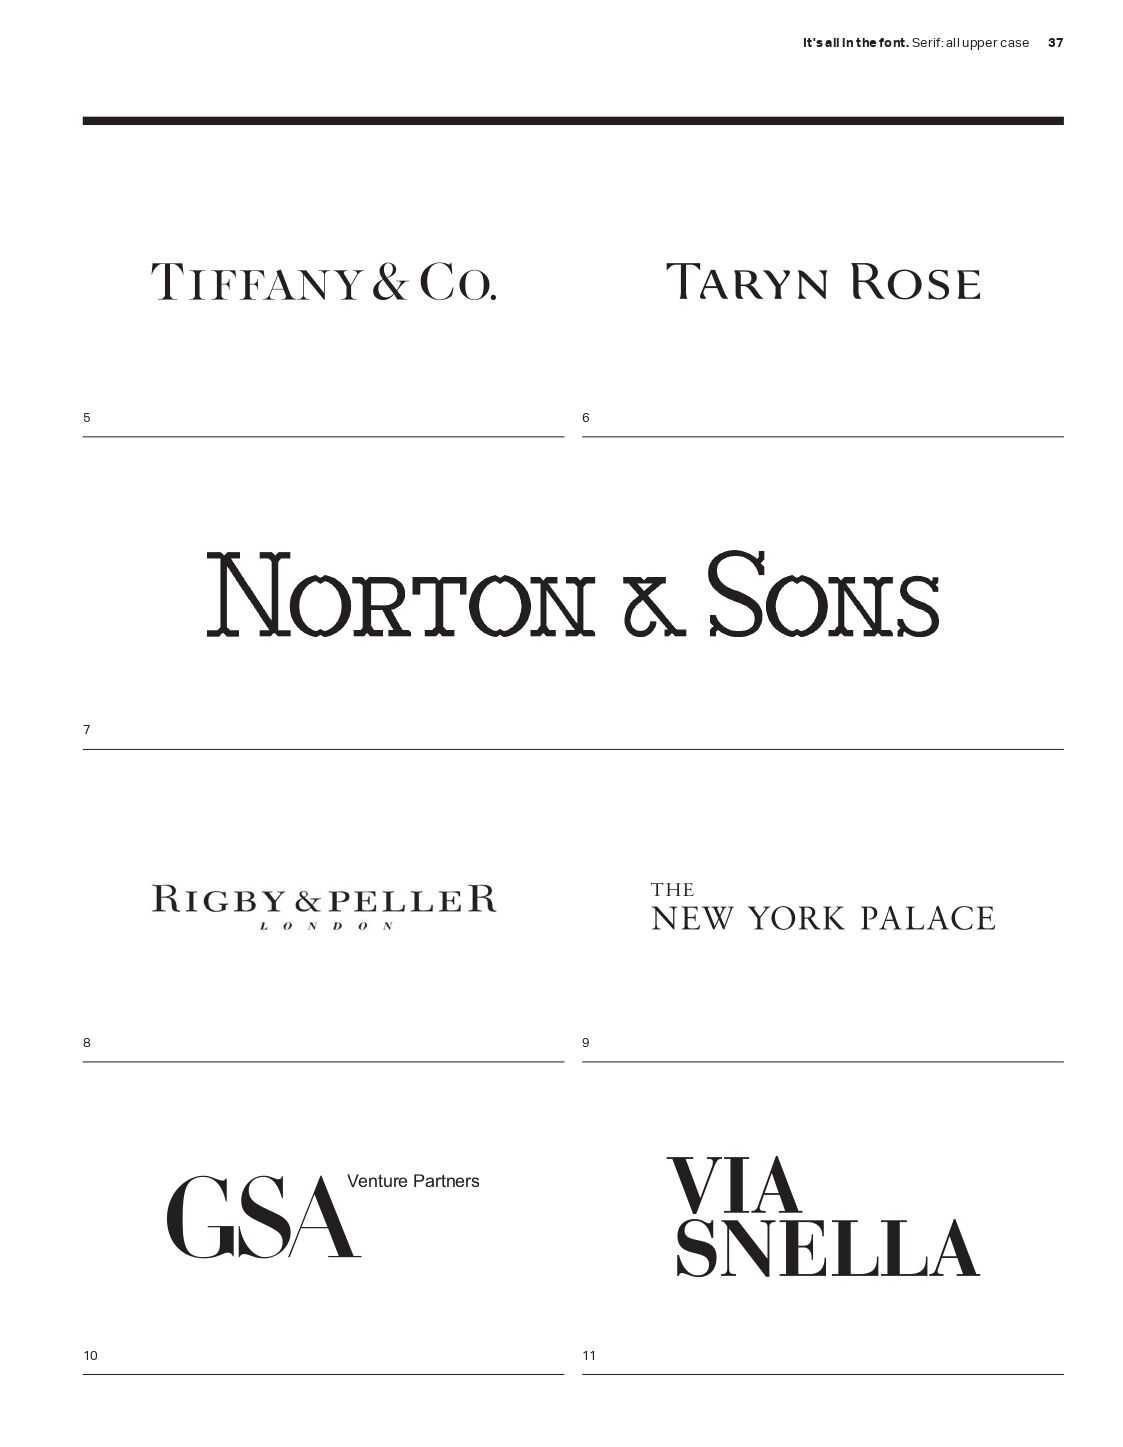 It's all in the font. Serif: all upper case 37
TIFFANY & CO.
TARYN ROSE
5
6
NORTON & SONS
7
RIGBY & PELLER
LONDON
THE
NEW YORK PALACE
8
9
GSA Venture Partners
VIA
SNELLA
10
11